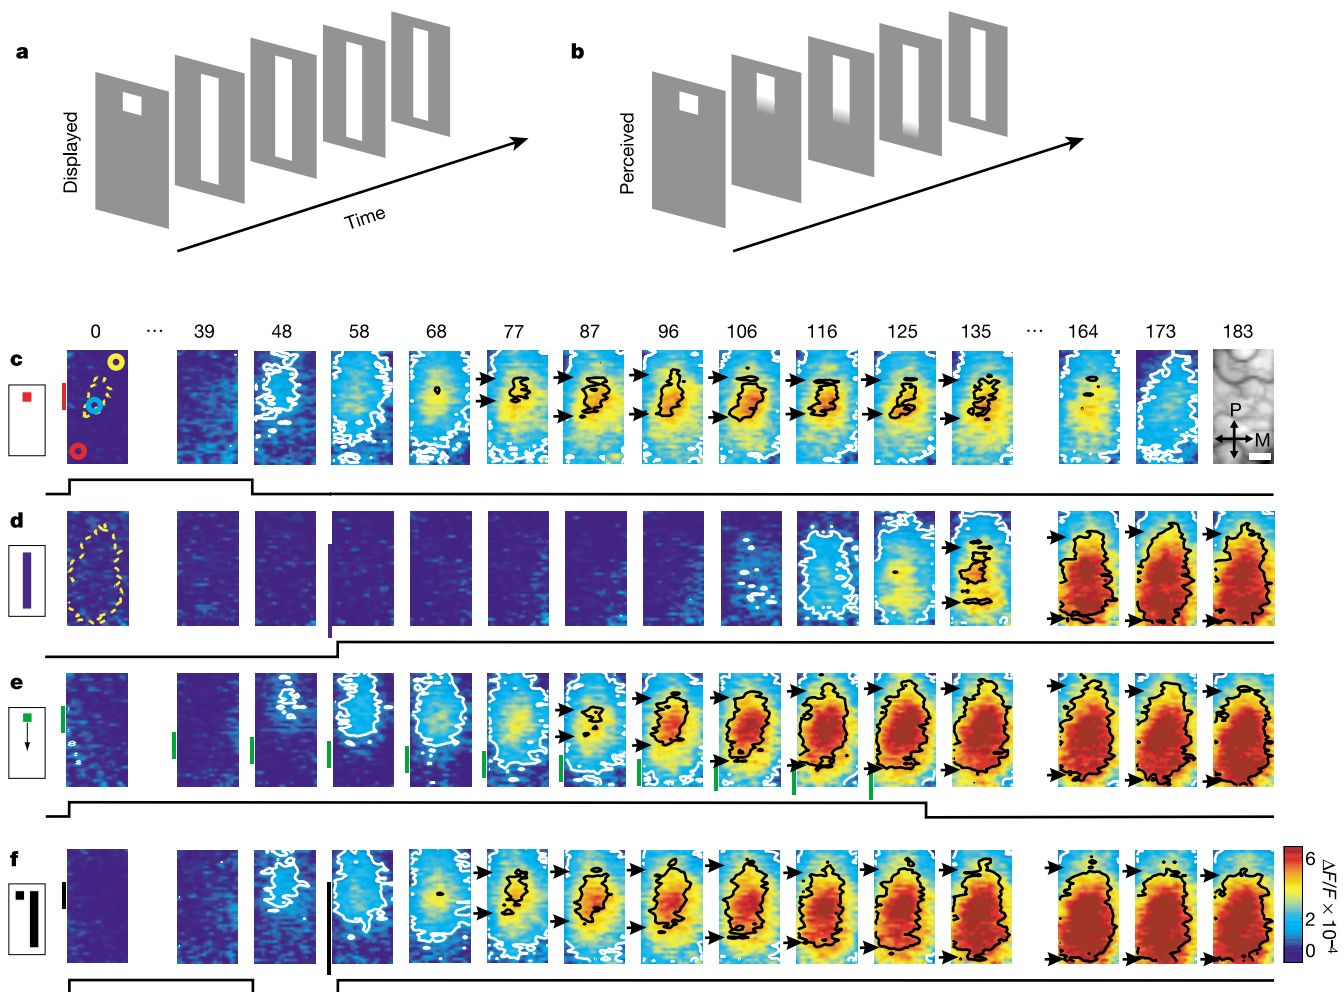 a
b
Displayed
Perceived
Time
0 ... 39 48 58 68 77 87 96 106 116 125 135 ... 164 173 183
c
P
M
d
e
f
6
2
0
ΔF/F × 10⁻⁴